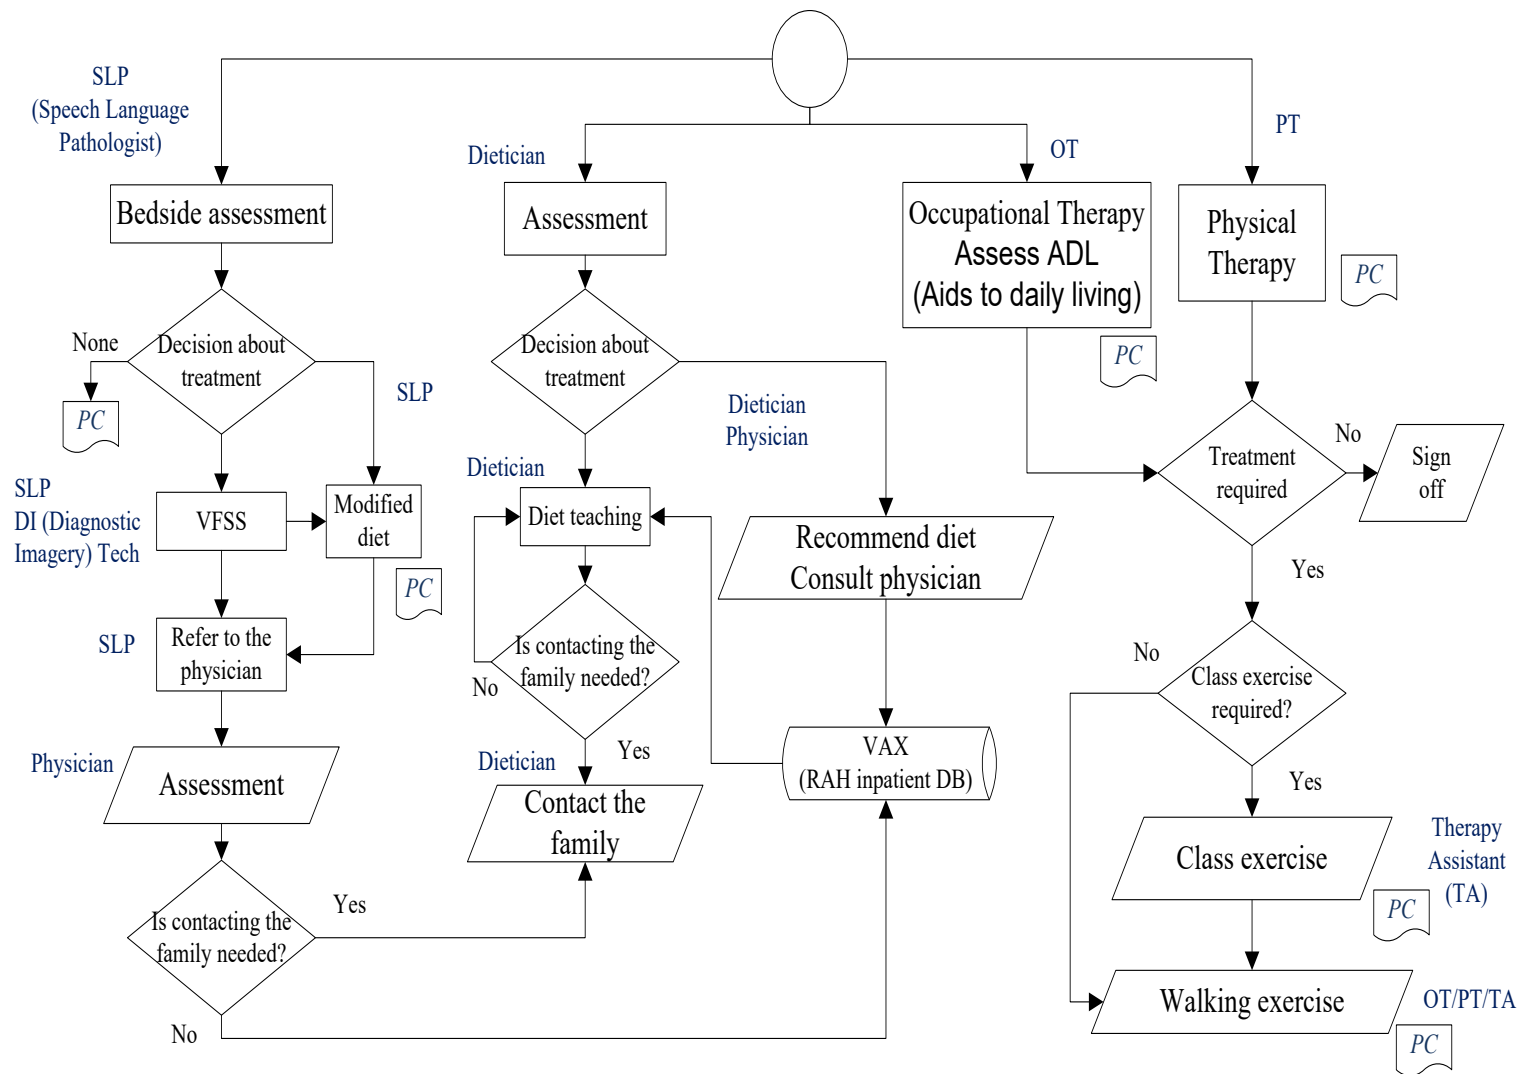 SLP
(Speech Language
Pathologist)
Dietician
OT
PT
Bedside assessment
Assessment
Occupational Therapy
Assess ADL
(Aids to daily living)
Physical
Therapy
PC
PC
None
Decision about
treatment
PC
SLP
Decision about
treatment
Dietician
Physician
Treatment
required
No
Sign
off
Yes
SLP
DI (Diagnostic
Imagery) Tech
VFSS
Modified
diet
PC
Dietician
Diet teaching
Recommend diet
Consult physician
SLP
Refer to the
physician
Is contacting the
family needed?
No
Yes
No
Class exercise
required?
Yes
Physician
Assessment
Dietician
Contact the
family
VAX
(RAH inpatient DB)
Class exercise
Therapy
Assistant
(TA)
PC
Is contacting the
family needed?
Yes
No
Walking exercise
OT/PT/TA
PC